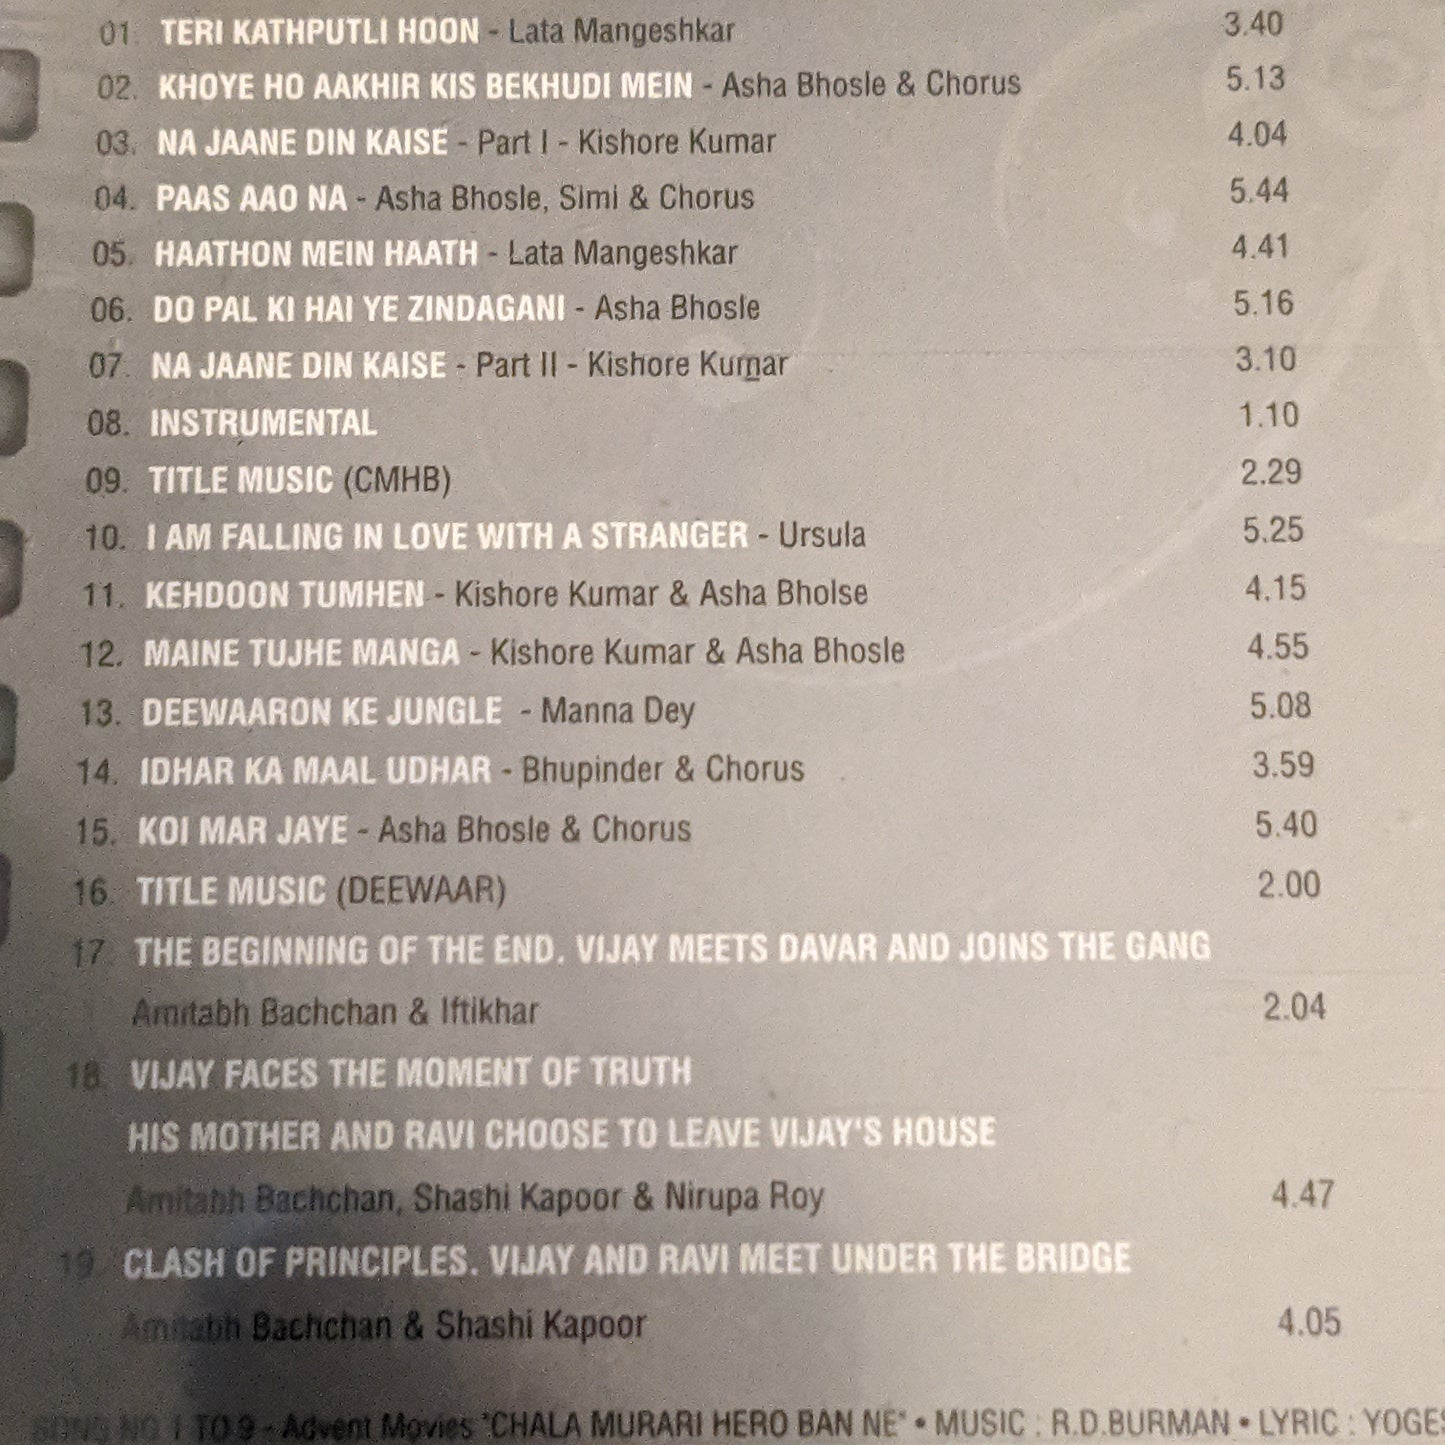 01. TERI KATHPUTLI HOON - Lata Mangeshkar 3.40
02. KHOYE HO AAKHIR KIS BEKHUDI MEIN - Asha Bhosle & Chorus 5.13
03. NA JAANE DIN KAISE - Part I - Kishore Kumar 4.04
04. PAAS AAO NA - Asha Bhosle, Simi & Chorus 5.44
05. HAATHON MEIN HAATH - Lata Mangeshkar 4.41
06. DO PAL KI HAI YE ZINDAGANI - Asha Bhosle 5.16
07. NA JAANE DIN KAISE - Part II - Kishore Kumar 3.10
08. INSTRUMENTAL 1.10
09. TITLE MUSIC (CMHB) 2.29
10. I AM FALLING IN LOVE WITH A STRANGER - Ursula 5.25
11. KEHDOON TUMHEN - Kishore Kumar & Asha Bholse 4.15
12. MAINE TUJHE MANGA - Kishore Kumar & Asha Bhosle 4.55
13. DEEWAARON KE JUNGLE - Manna Dey 5.08
14. IDHAR KA MAAL UDHAR - Bhupinder & Chorus 3.59
15. KOI MAR JAYE - Asha Bhosle & Chorus 5.40
16. TITLE MUSIC (DEEWAAR) 2.00
17. THE BEGINNING OF THE END. VIJAY MEETS DAVAR AND JOINS THE GANG
Amitabh Bachchan & Iftikhar 2.04
18. VIJAY FACES THE MOMENT OF TRUTH
HIS MOTHER AND RAVI CHOOSE TO LEAVE VIJAY'S HOUSE
Amitabh Bachchan, Shashi Kapoor & Nirupa Roy 4.47
19. CLASH OF PRINCIPLES. VIJAY AND RAVI MEET UNDER THE BRIDGE
Amitabh Bachchan & Shashi Kapoor 4.05
SONG NO 1 TO 9 - Advent Movies 'CHALA MURARI HERO BAN NE' • MUSIC : R.D.BURMAN • LYRIC : YOGES